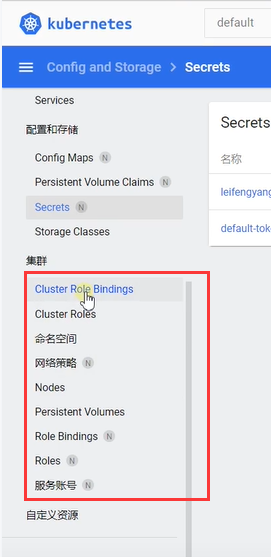 kubernetes
default
Config and Storage > Secrets
Services
配置和存储
Config Maps N
Persistent Volume Claims N
Secrets N
Storage Classes
集群
Cluster Role Bindings
Cluster Roles
命名空间
网络策略 N
Nodes
Persistent Volumes
Role Bindings N
Roles N
服务账号 N
自定义资源
Secrets
名称
leifengyang
default-tok